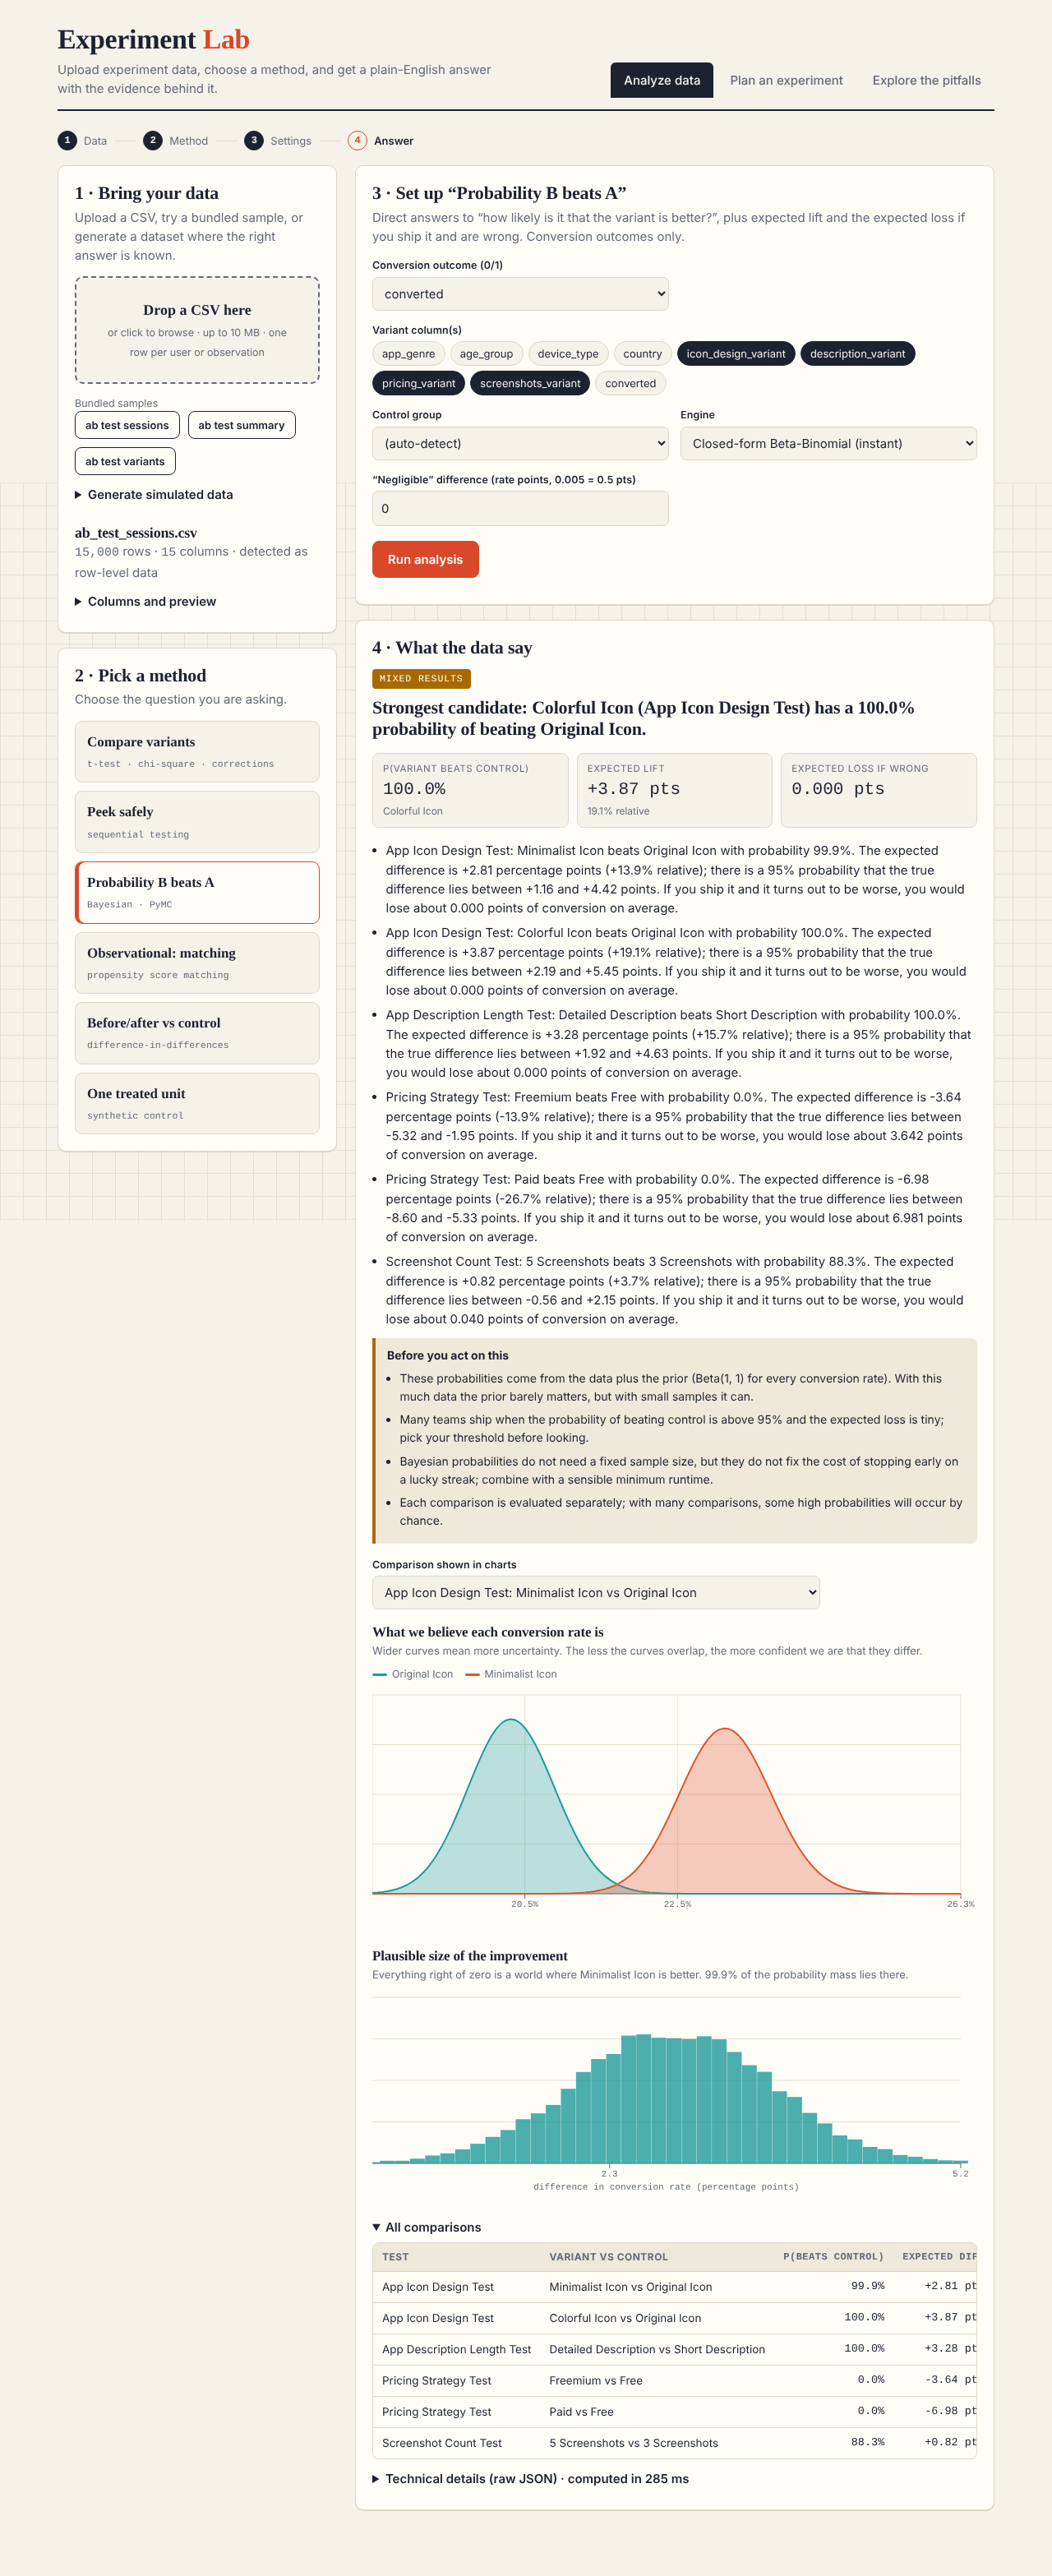 Experiment Lab
Upload experiment data, choose a method, and get a plain-English answer
with the evidence behind it.
Analyze data
Plan an experiment
Explore the pitfalls
1 Data
2 Method
3 Settings
4 Answer
1 · Bring your data
Upload a CSV, try a bundled sample, or
generate a dataset where the right
answer is known.
Drop a CSV here
or click to browse · up to 10 MB · one
row per user or observation
Bundled samples
ab test sessions
ab test summary
ab test variants
▶ Generate simulated data
ab_test_sessions.csv
15,000 rows · 15 columns · detected as
row-level data
▶ Columns and preview
2 · Pick a method
Choose the question you are asking.
Compare variants
t-test · chi-square · corrections
Peek safely
sequential testing
Probability B beats A
Bayesian · PyMC
Observational: matching
propensity score matching
Before/after vs control
difference-in-differences
One treated unit
synthetic control
3 · Set up “Probability B beats A”
Direct answers to “how likely is it that the variant is better?”, plus expected lift and the expected loss if
you ship it and are wrong. Conversion outcomes only.
Conversion outcome (0/1)
converted
Variant column(s)
app_genre
age_group
device_type
country
icon_design_variant
description_variant
pricing_variant
screenshots_variant
converted
Control group
(auto-detect)
Engine
Closed-form Beta-Binomial (instant)
“Negligible” difference (rate points, 0.005 = 0.5 pts)
0
Run analysis
4 · What the data say
MIXED RESULTS
Strongest candidate: Colorful Icon (App Icon Design Test) has a 100.0%
probability of beating Original Icon.
P(VARIANT BEATS CONTROL)
100.0%
Colorful Icon
EXPECTED LIFT
+3.87 pts
19.1% relative
EXPECTED LOSS IF WRONG
0.000 pts
• App Icon Design Test: Minimalist Icon beats Original Icon with probability 99.9%. The expected
difference is +2.81 percentage points (+13.9% relative); there is a 95% probability that the true
difference lies between +1.16 and +4.42 points. If you ship it and it turns out to be worse, you would
lose about 0.000 points of conversion on average.
• App Icon Design Test: Colorful Icon beats Original Icon with probability 100.0%. The expected
difference is +3.87 percentage points (+19.1% relative); there is a 95% probability that the true
difference lies between +2.19 and +5.45 points. If you ship it and it turns out to be worse, you would
lose about 0.000 points of conversion on average.
• App Description Length Test: Detailed Description beats Short Description with probability 100.0%.
The expected difference is +3.28 percentage points (+15.7% relative); there is a 95% probability that
the true difference lies between +1.92 and +4.63 points. If you ship it and it turns out to be worse,
you would lose about 0.000 points of conversion on average.
• Pricing Strategy Test: Freemium beats Free with probability 0.0%. The expected difference is -3.64
percentage points (-13.9% relative); there is a 95% probability that the true difference lies between
-5.32 and -1.95 points. If you ship it and it turns out to be worse, you would lose about 3.642 points
of conversion on average.
• Pricing Strategy Test: Paid beats Free with probability 0.0%. The expected difference is -6.98
percentage points (-26.7% relative); there is a 95% probability that the true difference lies between
-8.60 and -5.33 points. If you ship it and it turns out to be worse, you would lose about 6.981 points
of conversion on average.
• Screenshot Count Test: 5 Screenshots beats 3 Screenshots with probability 88.3%. The expected
difference is +0.82 percentage points (+3.7% relative); there is a 95% probability that the true
difference lies between -0.56 and +2.15 points. If you ship it and it turns out to be worse, you would
lose about 0.040 points of conversion on average.
Before you act on this
• These probabilities come from the data plus the prior (Beta(1, 1) for every conversion rate). With this
much data the prior barely matters, but with small samples it can.
• Many teams ship when the probability of beating control is above 95% and the expected loss is tiny;
pick your threshold before looking.
• Bayesian probabilities do not need a fixed sample size, but they do not fix the cost of stopping early on
a lucky streak; combine with a sensible minimum runtime.
• Each comparison is evaluated separately; with many comparisons, some high probabilities will occur by
chance.
Comparison shown in charts
App Icon Design Test: Minimalist Icon vs Original Icon
What we believe each conversion rate is
Wider curves mean more uncertainty. The less the curves overlap, the more confident we are that they differ.
Original Icon
Minimalist Icon
20.5% 22.5% 26.3%
Plausible size of the improvement
Everything right of zero is a world where Minimalist Icon is better. 99.9% of the probability mass lies there.
2.3 5.2
difference in conversion rate (percentage points)
▼ All comparisons
TEST VARIANT VS CONTROL P(BEATS CONTROL) EXPECTED DIF
App Icon Design Test Minimalist Icon vs Original Icon 99.9% +2.81 pt
App Icon Design Test Colorful Icon vs Original Icon 100.0% +3.87 pt
App Description Length Test Detailed Description vs Short Description 100.0% +3.28 pt
Pricing Strategy Test Freemium vs Free 0.0% -3.64 pt
Pricing Strategy Test Paid vs Free 0.0% -6.98 pt
Screenshot Count Test 5 Screenshots vs 3 Screenshots 88.3% +0.82 pt
▶ Technical details (raw JSON) · computed in 285 ms